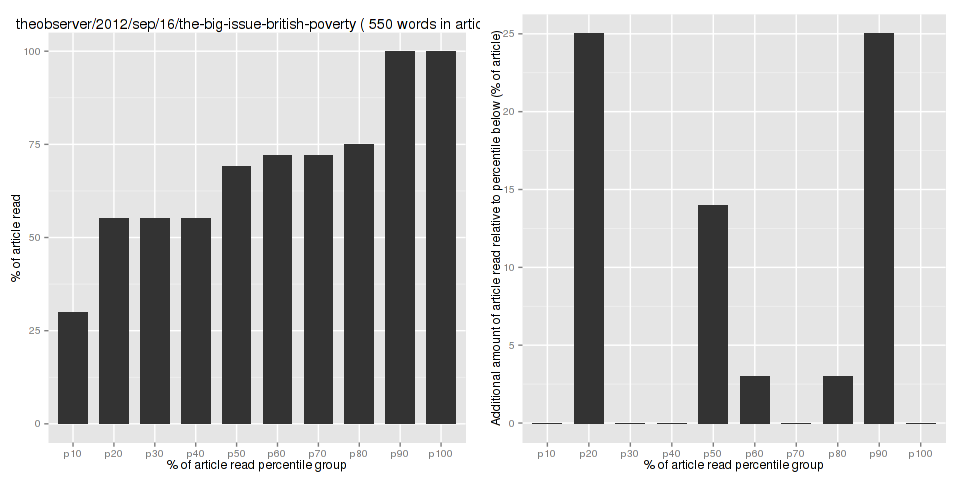 theobserver/2012/sep/16/the-big-issue-british-poverty ( 550 words in artic
% of article read
100
75
50
25
0
p10 p20 p30 p40 p50 p60 p70 p80 p90 p100
% of article read percentile group
Additional amount of article read relative to percentile below (% of article)
25
20
15
10
5
0
p10 p20 p30 p40 p50 p60 p70 p80 p90 p100
% of article read percentile group